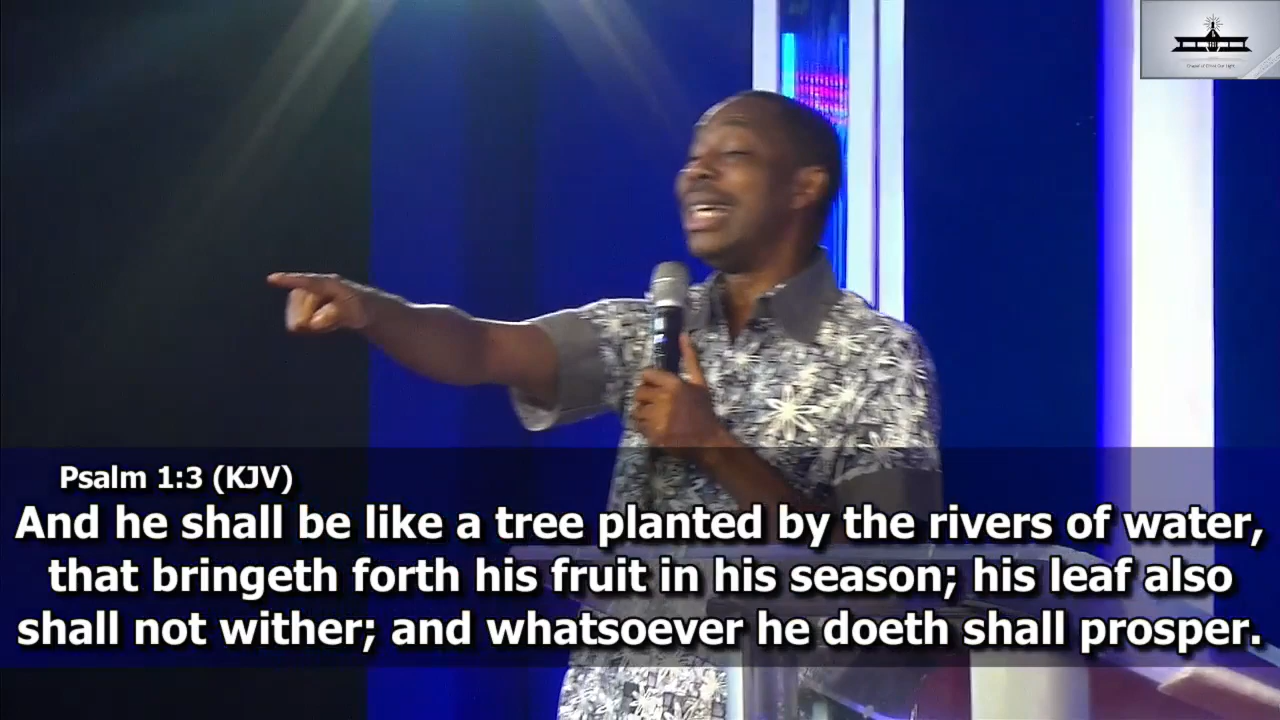 Psalm 1:3 (KJV)
And he shall be like a tree planted by the rivers of water,
that bringeth forth his fruit in his season; his leaf also
shall not wither; and whatsoever he doeth shall prosper.